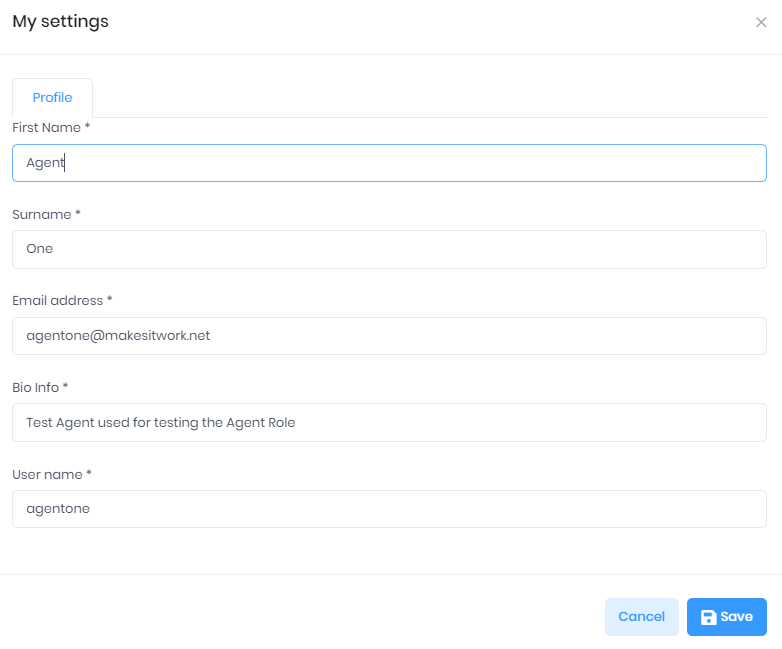 My settings
Profile
First Name *
Agent
Surname *
One
Email address *
agentone@makesitwork.net
Bio Info *
Test Agent used for testing the Agent Role
User name *
agentone
Cancel
Save